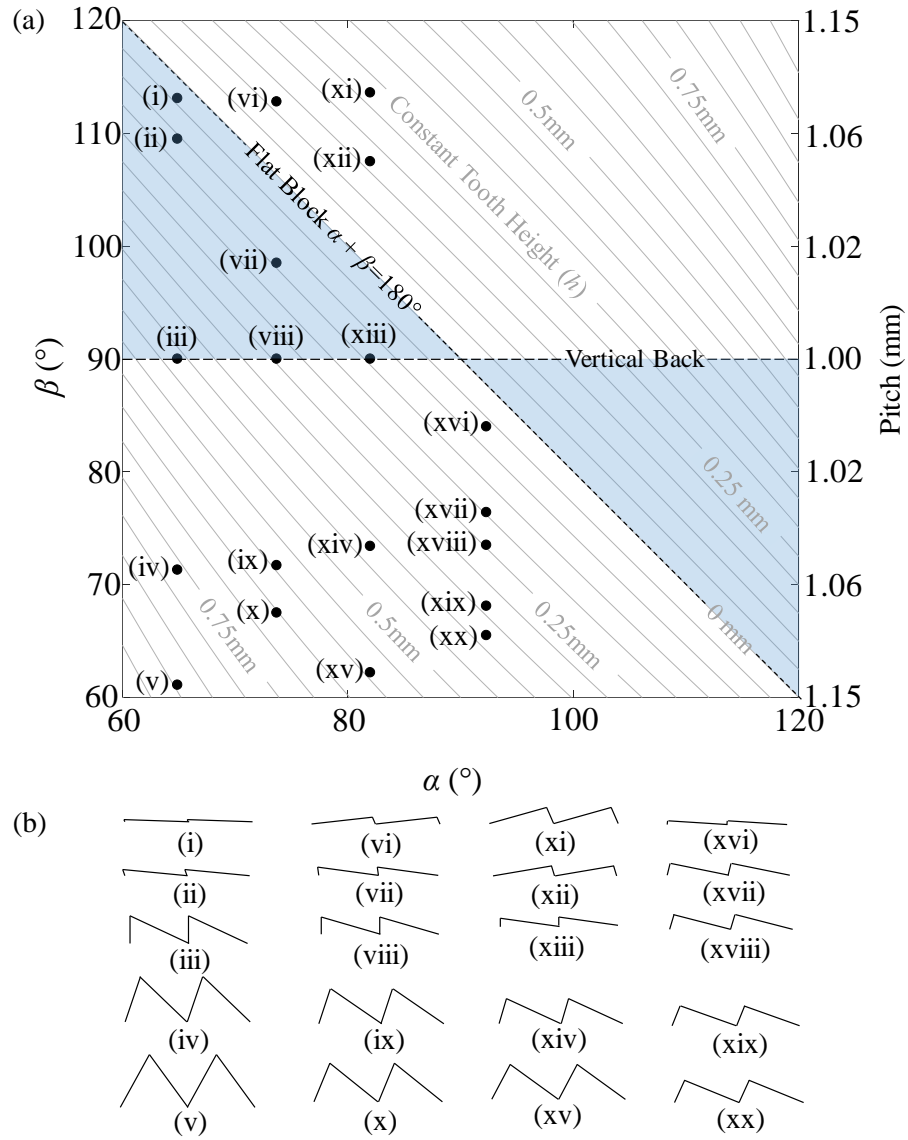 (a)
120
1.15
0.75mm
(i)
(vi)
(xi)
0.5mm
Constant Tooth Height (h)
110
1.06
(ii)
(xii)
Flat Block α + β=180°
100
1.02
(vii)
(iii)
(viii)
(xiii)
β (°)
90
Vertical Back
1.00
Pitch (mm)
(xvi)
80
0.25 mm
1.02
(xvii)
(xiv)
(xviii)
(iv)
(ix)
70
1.06
0.75mm
(x)
0.5mm
(xix)
0.25mm
0 mm
(xx)
(v)
(xv)
60
1.15
60
80
100
120
α (°)
(b)
(i)
(vi)
(xi)
(xvi)
(ii)
(vii)
(xii)
(xvii)
(iii)
(viii)
(xiii)
(xviii)
(iv)
(ix)
(xiv)
(xix)
(v)
(x)
(xv)
(xx)